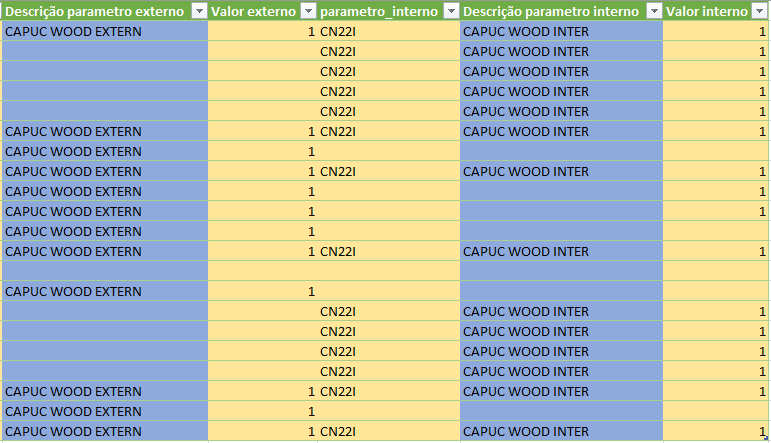 Descrição parametro externo Valor externo parametro_interno Descrição parametro interno Valor interno
CAPUC WOOD EXTERN 1 CN22I CAPUC WOOD INTER 1
CN22I CAPUC WOOD INTER 1
CN22I CAPUC WOOD INTER 1
CN22I CAPUC WOOD INTER 1
CN22I CAPUC WOOD INTER 1
CAPUC WOOD EXTERN 1 CN22I CAPUC WOOD INTER 1
CAPUC WOOD EXTERN 1
CAPUC WOOD EXTERN 1 CN22I CAPUC WOOD INTER 1
CAPUC WOOD EXTERN 1 1
CAPUC WOOD EXTERN 1 1
CAPUC WOOD EXTERN 1
CAPUC WOOD EXTERN 1 CN22I CAPUC WOOD INTER 1
CAPUC WOOD EXTERN 1
CN22I CAPUC WOOD INTER 1
CN22I CAPUC WOOD INTER 1
CN22I CAPUC WOOD INTER 1
CN22I CAPUC WOOD INTER 1
CAPUC WOOD EXTERN 1 CN22I CAPUC WOOD INTER 1
CAPUC WOOD EXTERN 1
CAPUC WOOD EXTERN 1 CN22I CAPUC WOOD INTER 1